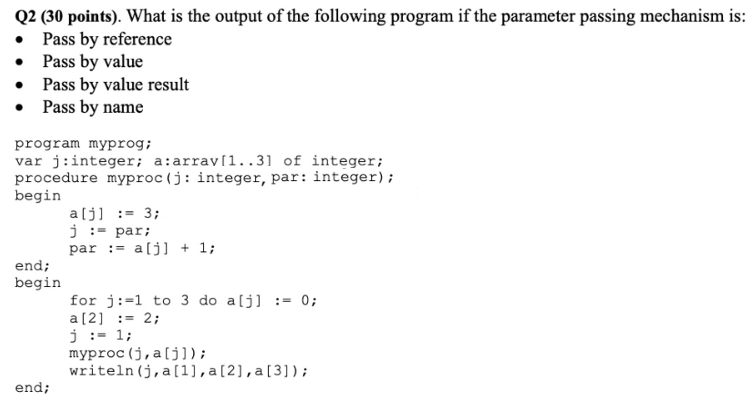 Q2 (30 points). What is the output of the following program if the parameter passing mechanism is:
• Pass by reference
• Pass by value
• Pass by value result
• Pass by name
program myprog;
var j:integer; a:array[1..3] of integer;
procedure myproc(j: integer, par: integer);
begin
a[j] := 3;
j := par;
par := a[j] + 1;
end;
begin
for j:=1 to 3 do a[j] := 0;
a[2] := 2;
j := 1;
myproc(j,a[j]);
writeln(j,a[1],a[2],a[3]);
end;